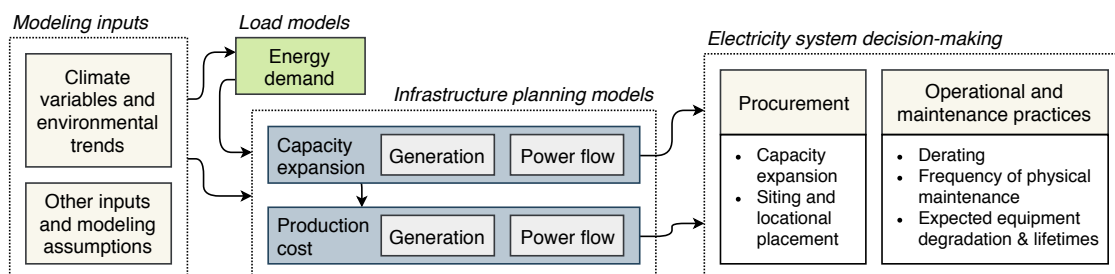 Modeling inputs
Climate
variables and
environmental
trends
Other inputs
and modeling
assumptions
Load models
Energy
demand
Infrastructure planning models
Capacity
expansion
Generation
Power flow
Production
cost
Generation
Power flow
Electricity system decision-making
Procurement
• Capacity
expansion
• Siting and
locational
placement
Operational and
maintenance practices
• Derating
• Frequency of physical
maintenance
• Expected equipment
degradation & lifetimes